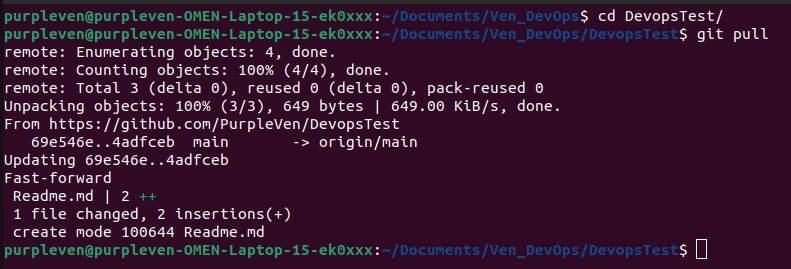 purpleven@purpleven-OMEN-Laptop-15-ek0xxx:~/Documents/Ven_DevOps$ cd DevopsTest/
purpleven@purpleven-OMEN-Laptop-15-ek0xxx:~/Documents/Ven_DevOps/DevopsTest$ git pull
remote: Enumerating objects: 4, done.
remote: Counting objects: 100% (4/4), done.
remote: Total 3 (delta 0), reused 0 (delta 0), pack-reused 0
Unpacking objects: 100% (3/3), 649 bytes | 649.00 KiB/s, done.
From https://github.com/PurpleVen/DevopsTest
   69e546e..4adfceb  main       -> origin/main
Updating 69e546e..4adfceb
Fast-forward
 Readme.md | 2 ++
 1 file changed, 2 insertions(+)
 create mode 100644 Readme.md
purpleven@purpleven-OMEN-Laptop-15-ek0xxx:~/Documents/Ven_DevOps/DevopsTest$